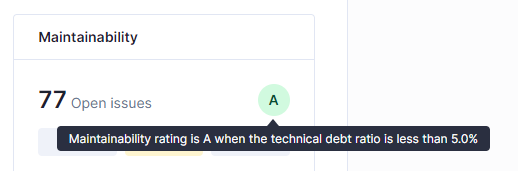 Maintainability
77 Open issues
A
Maintainability rating is A when the technical debt ratio is less than 5.0%